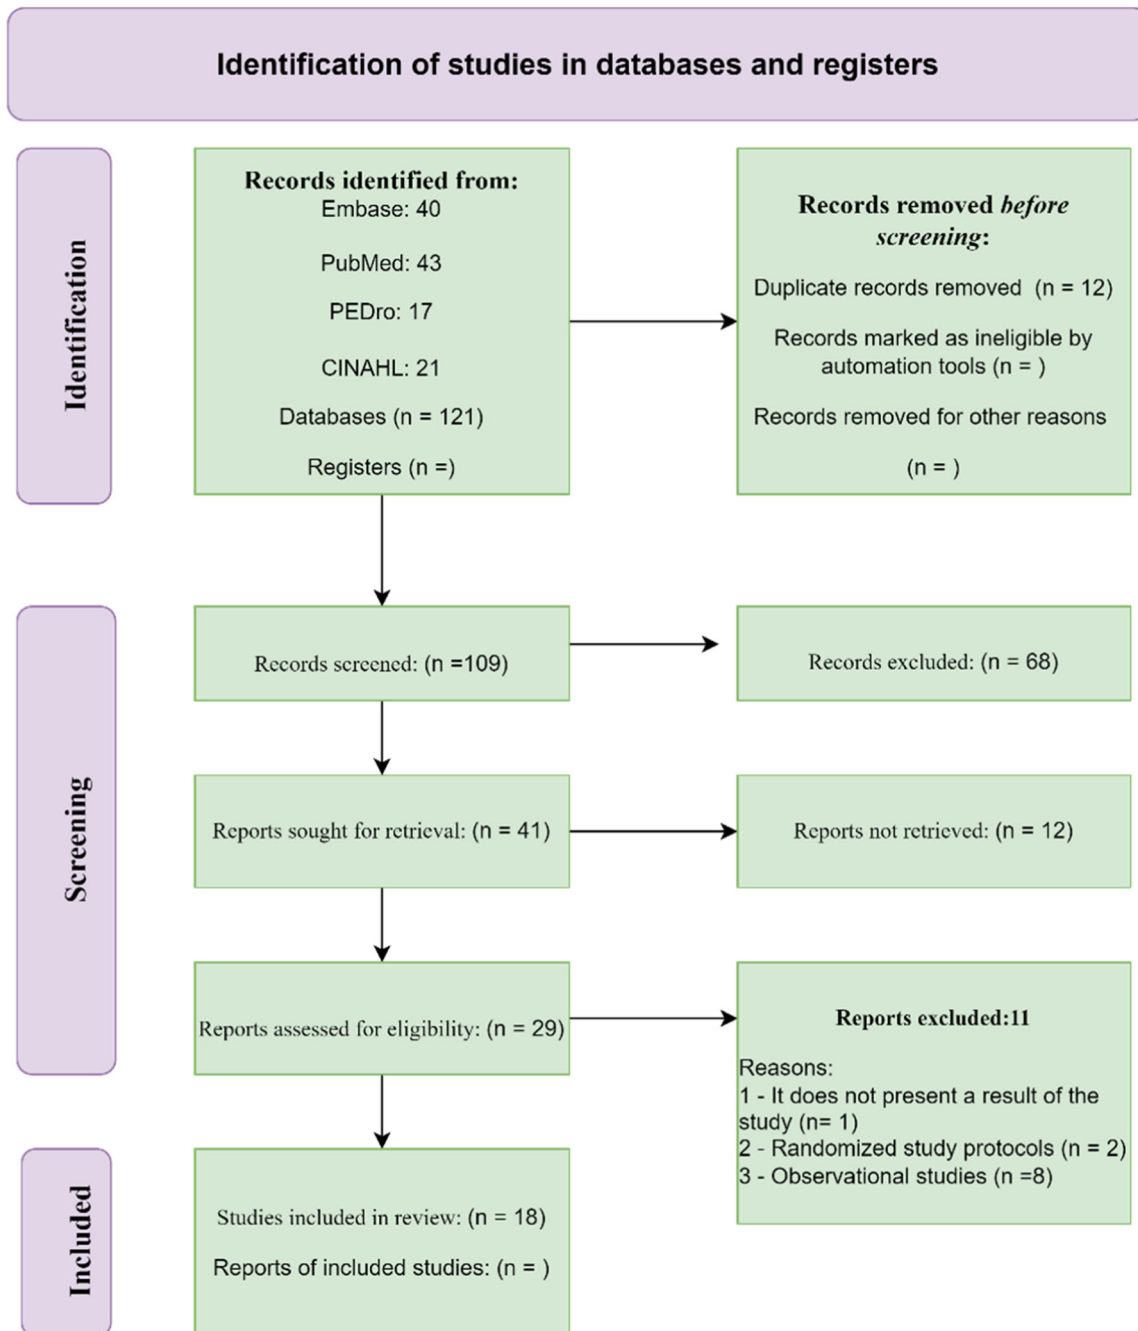 Identification of studies in databases and registers
Identification
Records identified from:
Embase: 40
PubMed: 43
PEDro: 17
CINAHL: 21
Databases (n = 121)
Registers (n =)
Records removed before
screening:
Duplicate records removed (n = 12)
Records marked as ineligible by
automation tools (n = )
Records removed for other reasons
(n = )
Screening
Records screened: (n =109)
Records excluded: (n = 68)
Reports sought for retrieval: (n = 41)
Reports not retrieved: (n = 12)
Reports assessed for eligibility: (n = 29)
Reports excluded:11
Reasons:
1 - It does not present a result of the
study (n= 1)
2 - Randomized study protocols (n = 2)
3 - Observational studies (n =8)
Included
Studies included in review: (n = 18)
Reports of included studies: (n = )